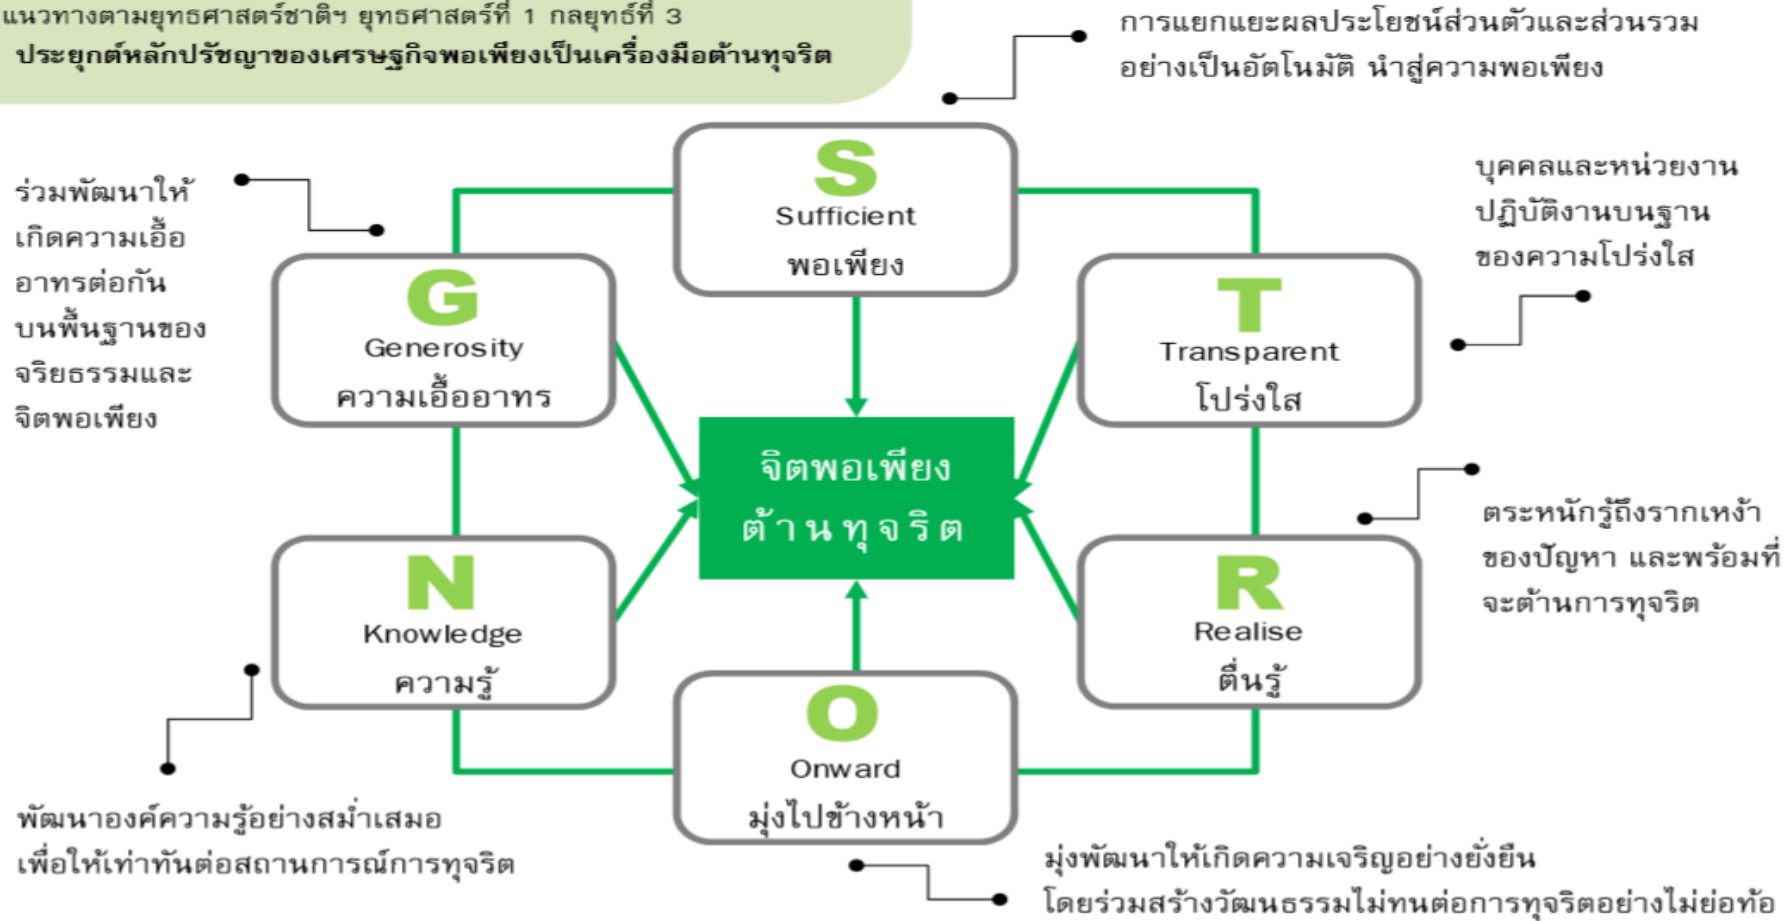 แนวทางตามยุทธศาสตร์ชาติฯ ยุทธศาสตร์ที่ 1 กลยุทธ์ที่ 3
ประยุกต์หลักปรัชญาของเศรษฐกิจพอเพียงเป็นเครื่องมือต้านทุจริต
การแยกแยะผลประโยชน์ส่วนตัวและส่วนรวม
อย่างเป็นอัตโนมัติ นำสู่ความพอเพียง
S
Sufficient
พอเพียง
บุคคลและหน่วยงาน
ปฏิบัติงานบนฐาน
ของความโปร่งใส
T
Transparent
โปร่งใส
ตระหนักรู้ถึงรากเหง้า
ของปัญหา และพร้อมที่
จะต้านการทุจริต
R
Realise
ตื่นรู้
O
Onward
มุ่งไปข้างหน้า
มุ่งพัฒนาให้เกิดความเจริญอย่างยั่งยืน
โดยร่วมสร้างวัฒนธรรมไม่ทนต่อการทุจริตอย่างไม่ย่อท้อ
N
Knowledge
ความรู้
พัฒนาองค์ความรู้อย่างสม่ำเสมอ
เพื่อให้เท่าทันต่อสถานการณ์การทุจริต
G
Generosity
ความเอื้ออาทร
ร่วมพัฒนาให้
เกิดความเอื้อ
อาทรต่อกัน
บนพื้นฐานของ
จริยธรรมและ
จิตพอเพียง
จิตพอเพียง
ต้านทุจริต